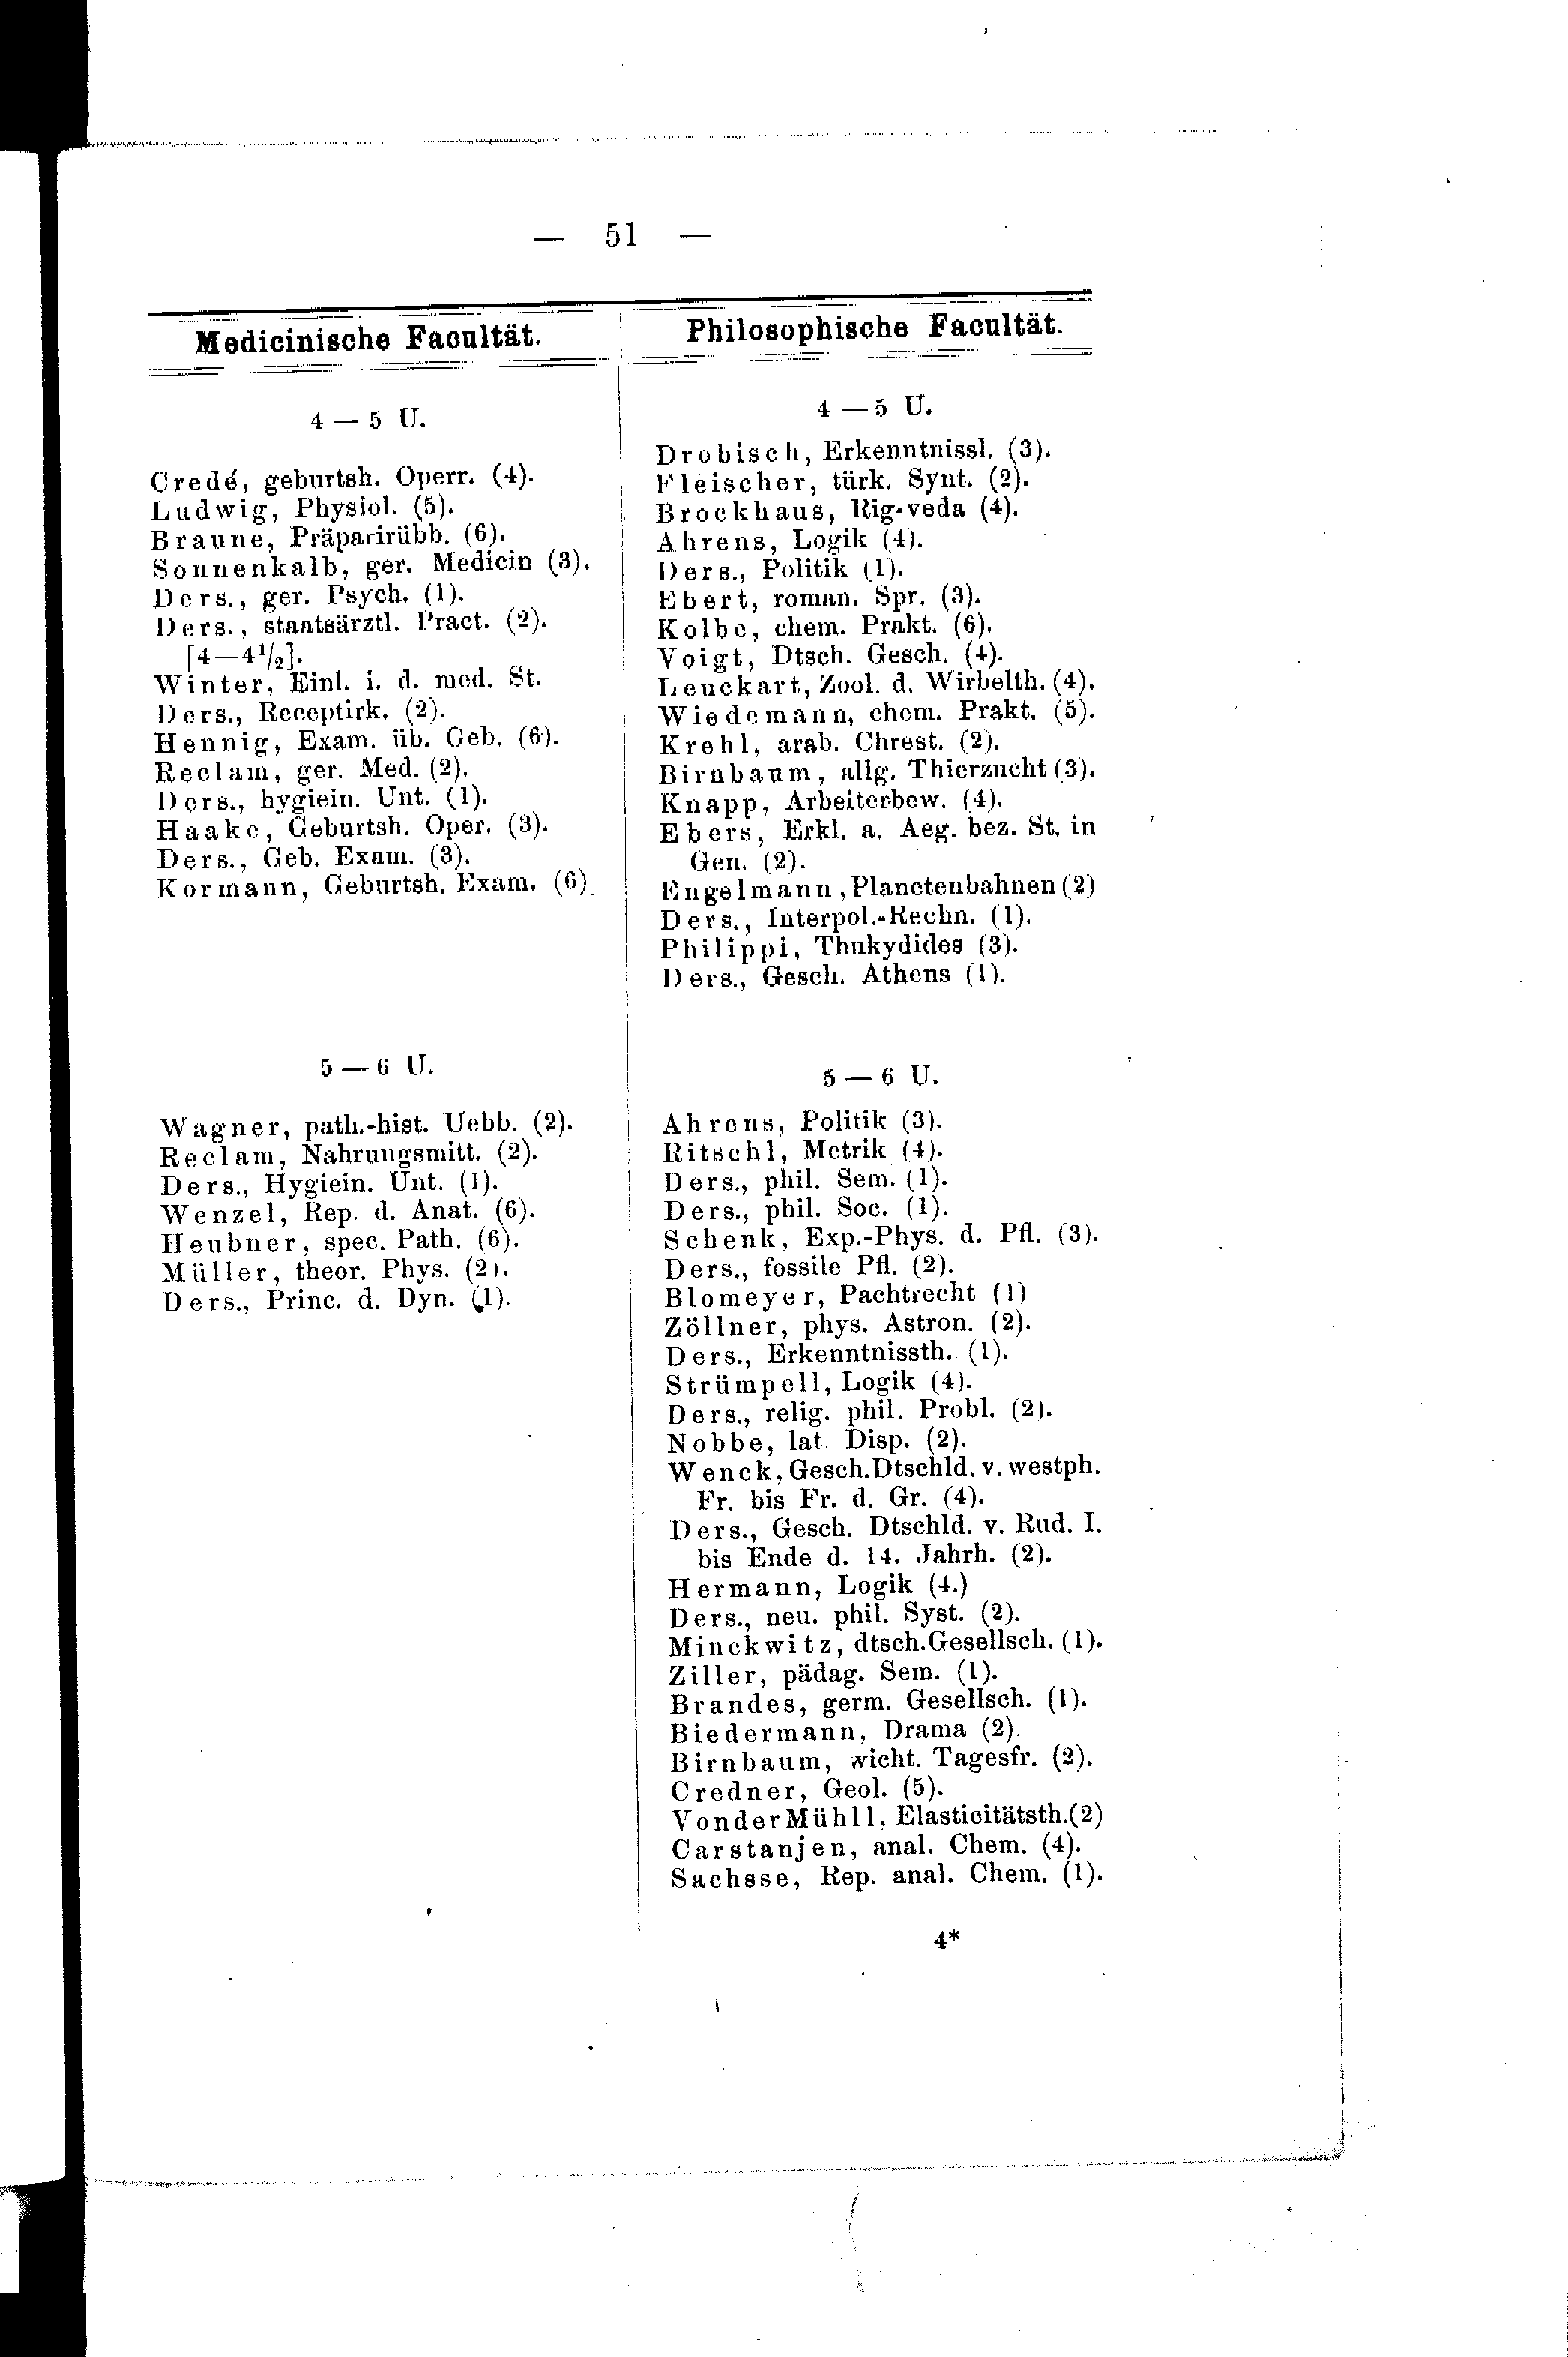 — 51 —
Medicinische Facultät.
4 — 5 U.
Credé, geburtsh. Operr. (4).
Ludwig, Physiol. (5).
Braune, Präparirübb. (6).
Sonnenkalb, ger. Medicin (3).
Ders., ger. Psych. (1).
Ders., staatsärztl. Pract. (2).
[4—4½].
Winter, Einl. i. d. med. St.
Ders., Receptirk. (2).
Hennig, Exam. üb. Geb. (6).
Reclam, ger. Med. (2).
Ders., hygiein. Unt. (1).
Haake, Geburtsh. Oper. (3).
Ders., Geb. Exam. (3).
Kormann, Geburtsh. Exam. (6).
5 — 6 U.
Wagner, path.-hist. Uebb. (2).
Reclam, Nahrungsmitt. (2).
Ders., Hygiein. Unt. (1).
Wenzel, Rep. d. Anat. (6).
Heubner, spec. Path. (6).
Müller, theor. Phys. (2).
Ders., Princ. d. Dyn. (1).
Philosophische Facultät.
4 — 5 U.
Drobisch, Erkenntnissl. (3).
Fleischer, türk. Synt. (2).
Brockhaus, Rig-veda (4).
Ahrens, Logik (4).
Ders., Politik (1).
Ebert, roman. Spr. (3).
Kolbe, chem. Prakt. (6).
Voigt, Dtsch. Gesch. (4).
Leuckart, Zool. d. Wirbelth. (4).
Wiedemann, chem. Prakt. (5).
Krehl, arab. Chrest. (2).
Birnbaum, allg. Thierzucht (3).
Knapp, Arbeiterbew. (4).
Ebers, Erkl. a. Aeg. bez. St. in
Gen. (2).
Engelmann, Planetenbahnen (2)
Ders., Interpol.-Rechn. (1).
Philippi, Thukydides (3).
Ders., Gesch. Athens (1).
5 — 6 U.
Ahrens, Politik (3).
Ritschl, Metrik (4).
Ders., phil. Sem. (1).
Ders., phil. Soc. (1).
Schenk, Exp.-Phys. d. Pfl. (3).
Ders., fossile Pfl. (2).
Blomeyer, Pachtrecht (1)
Zöllner, phys. Astron. (2).
Ders., Erkenntnissth. (1).
Strümpell, Logik (4).
Ders., relig. phil. Probl. (2).
Nobbe, lat. Disp. (2).
Wenck, Gesch. Dtschld. v. westph.
Fr. bis Fr. d. Gr. (4).
Ders., Gesch. Dtschld. v. Rud. I.
bis Ende d. 14. Jahrh. (2).
Hermann, Logik (4.)
Ders., neu. phil. Syst. (2).
Minckwitz, dtsch. Gesellsch. (1).
Ziller, pädag. Sem. (1).
Brandes, germ. Gesellsch. (1).
Biedermann, Drama (2).
Birnbaum, wicht. Tagesfr. (2).
Credner, Geol. (5).
VonderMühll, Elasticitätsth. (2)
Carstanjen, anal. Chem. (4).
Sachsse, Rep. anal. Chem. (1).
4*